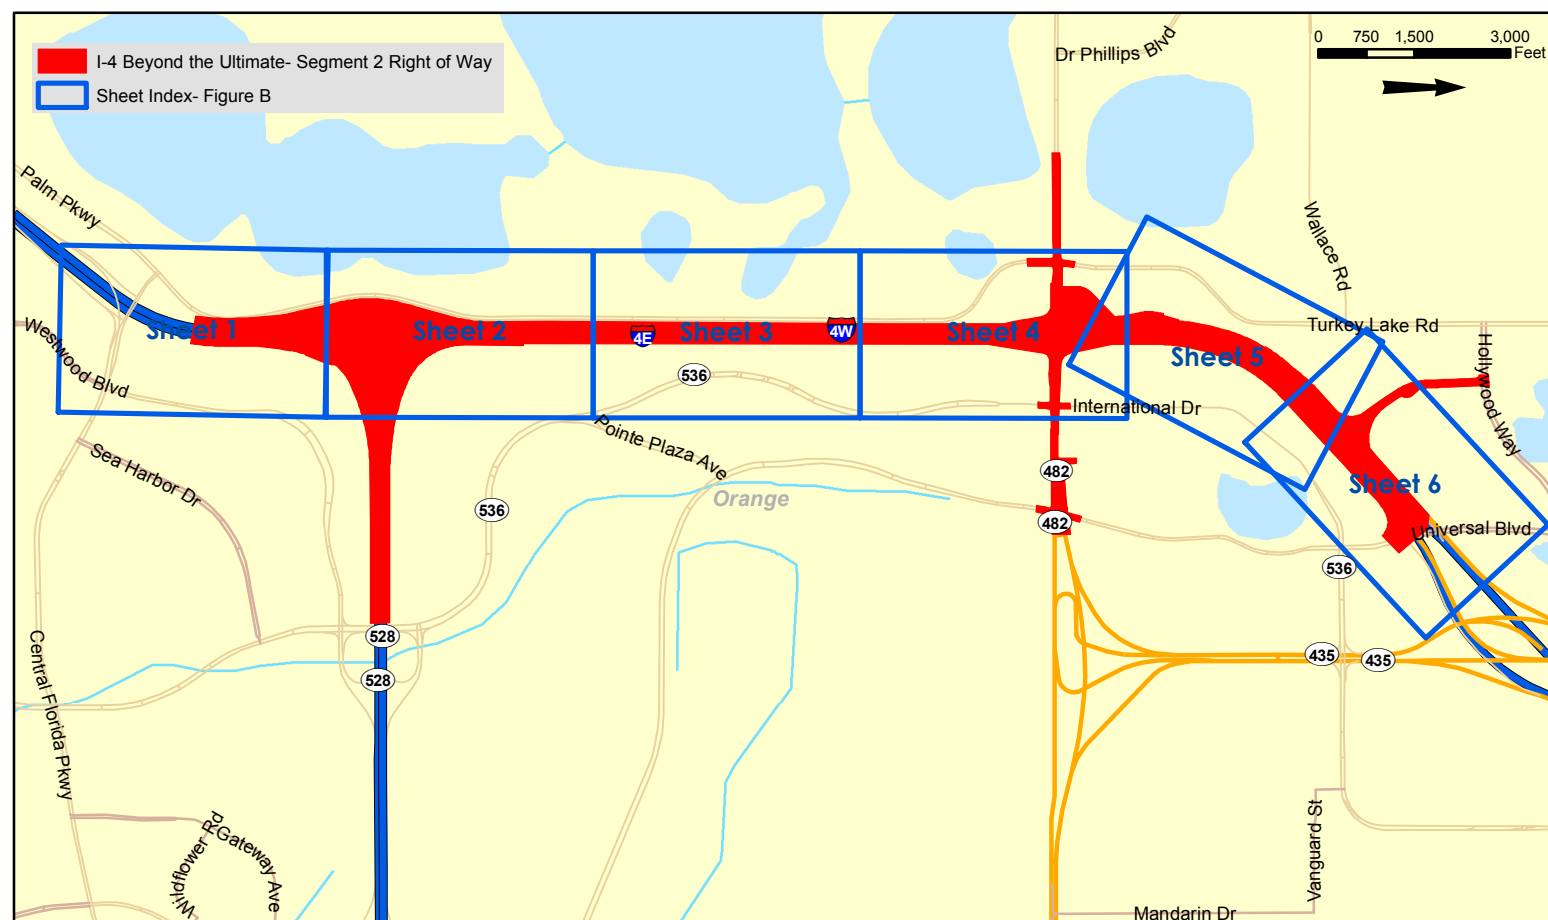 I-4 Beyond the Ultimate- Segment 2 Right of Way
Sheet Index- Figure B
Dr Phillips Blvd
0 750 1,500 3,000
Feet
Palm Pkwy
Wallace Rd
Westwood Blvd
Sheet 1
Sheet 2
4E
Sheet 3
4W
Sheet 4
Sheet 5
Turkey Lake Rd
Hollywood Way
536
International Dr
Pointe Plaza Ave
Sea Harbor Dr
482
Sheet 6
Orange
536
482
Universal Blvd
536
528
435
435
528
Central Florida Pkwy
Wildflower Rd
Gateway Ave
Vanguard St
Mandarin Dr